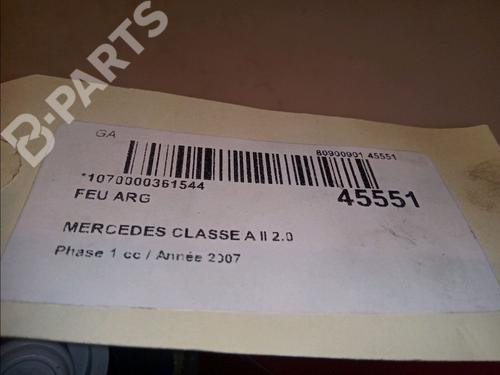 B-PARTS
GA
80900901 45551
*1070000361544
45551
FEU ARG
MERCEDES CLASSE A II 2.0
Phase 1 cc / Année 2007